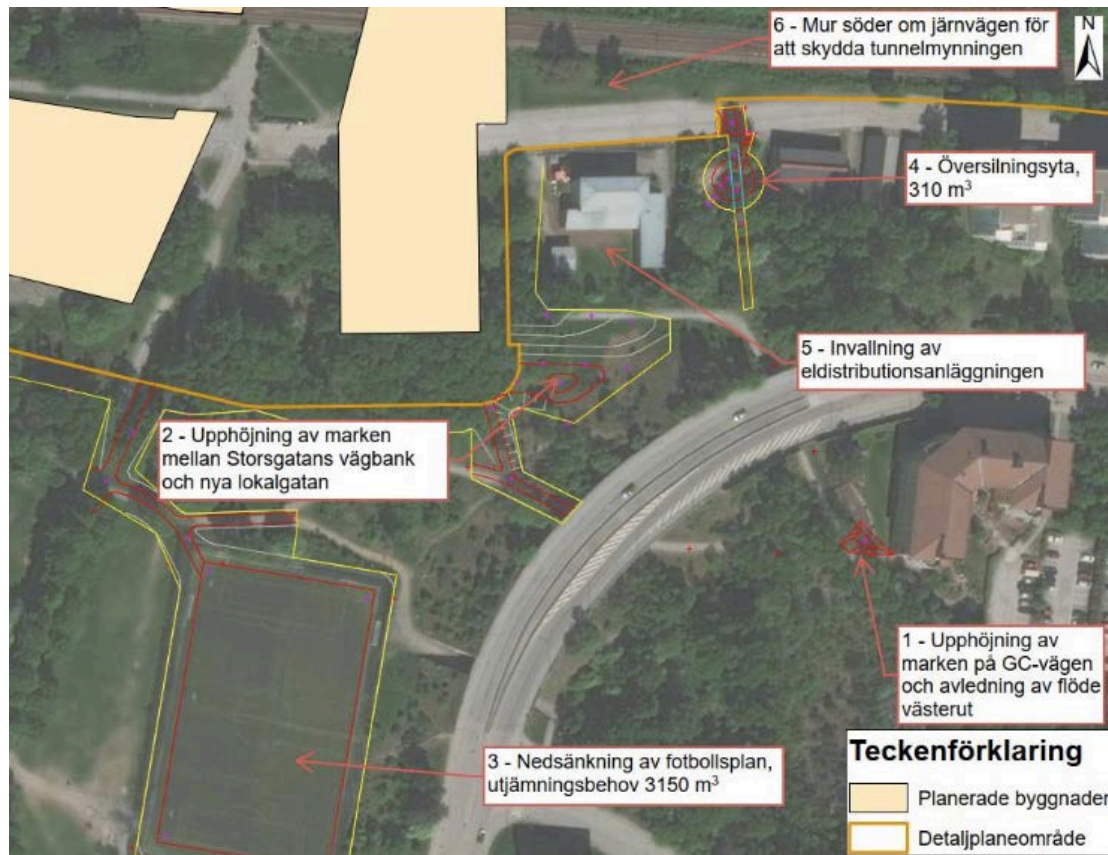 6 - Mur söder om järnvägen för
att skydda tunnelmynningen
N
4 - Översilningsyta,
310 m³
5 - Invallning av
eldistributionsanläggningen
2 - Upphöjning av marken
mellan Storsgatans vägbank
och nya lokalgatan
1 - Upphöjning av
marken på GC-vägen
och avledning av flöde
västerut
3 - Nedsänkning av fotbollsplan,
utjämningsbehov 3150 m³
Teckenförklaring
Planerade byggnader
Detaljplaneområde